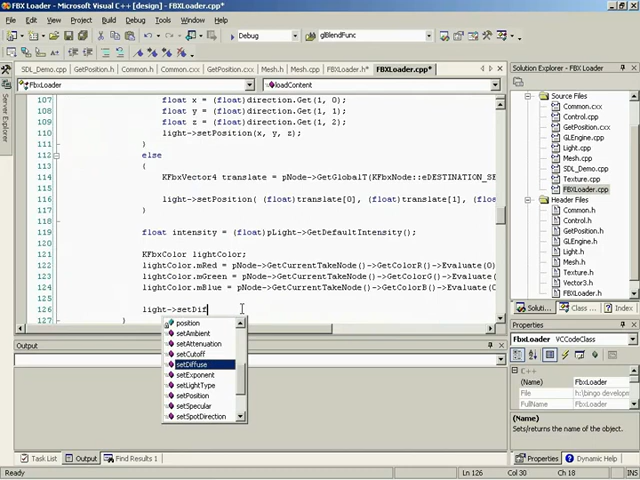 FBX Loader - Microsoft Visual C++ [design] - FBXLoader.cpp*
File Edit View Project Build Debug Tools Window Help
Debug glBlendFunc
SDL_Demo.cpp GetPosition.h Common.h Common.cxx GetPosition.cxx Mesh.cpp FBXLoader.h* FBXLoader.cpp*
FbxLoader loadContent
Server Explorer
107 float x = (float)direction.Get(1, 0);
108 float y = (float)direction.Get(1, 1);
109 float z = (float)direction.Get(1, 2);
110 light->setPosition(x, y, z);
111 }
112 else
113 {
114 KFbxVector4 translate = pNode->GetGlobalT(KFbxNode::eDESTINATION_SE
115
116 light->setPosition( (float)translate[0], (float)translate[1], (float
117 }
118
119 float intensity = (float)pLight->GetDefaultIntensity();
120
121 KFbxColor lightColor;
122 lightColor.mRed = pNode->GetCurrentTakeNode()->GetColorR()->Evaluate(0
123 lightColor.mGreen = pNode->GetCurrentTakeNode()->GetColorG()->Evaluate(
124 lightColor.mBlue = pNode->GetCurrentTakeNode()->GetColorB()->Evaluate(0
125
126 light->setDif
127 }
position
setAmbient
setAttenuation
setCutoff
setDiffuse
setExponent
setLightType
setPosition
setSpecular
setSpotDirection
Output
Task List Output Find Results 1
Solution Explorer - FBX Loader
Source Files
Common.cxx
Control.cpp
GetPosition.cxx
GLEngine.cpp
Light.cpp
Mesh.cpp
SDL_Demo.cpp
Texture.cpp
FBXLoader.cpp
Header Files
Common.h
Control.h
GetPosition.h
GLEngine.h
Light.h
Mesh.h
Texture.h
Vector3.h
FBXLoader.h
Soluti... Class ...
Properties
FbxLoader VCCodeClass
C++
(Name) FbxLoader
File h:\bingo develop
FullName FbxLoader
(Name)
Sets/returns the name of the object.
Properties Dynamic Help
Ready Ln 126 Col 30 Ch 18 INS